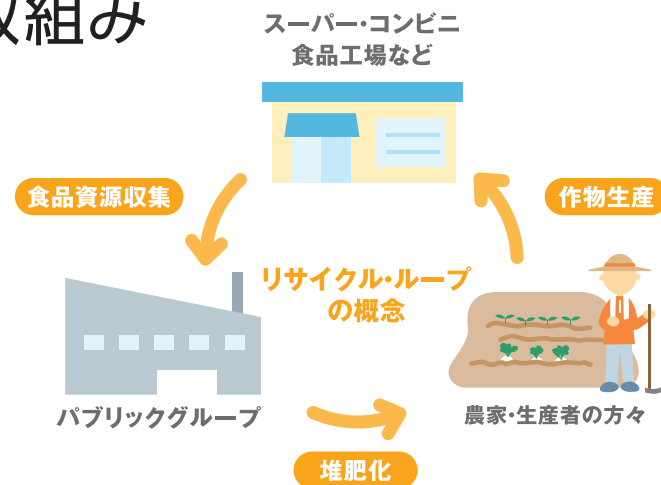 取組み
スーパー・コンビニ
食品工場など
食品資源収集
作物生産
リサイクル・ループ
の概念
パブリックグループ
農家・生産者の方々
堆肥化